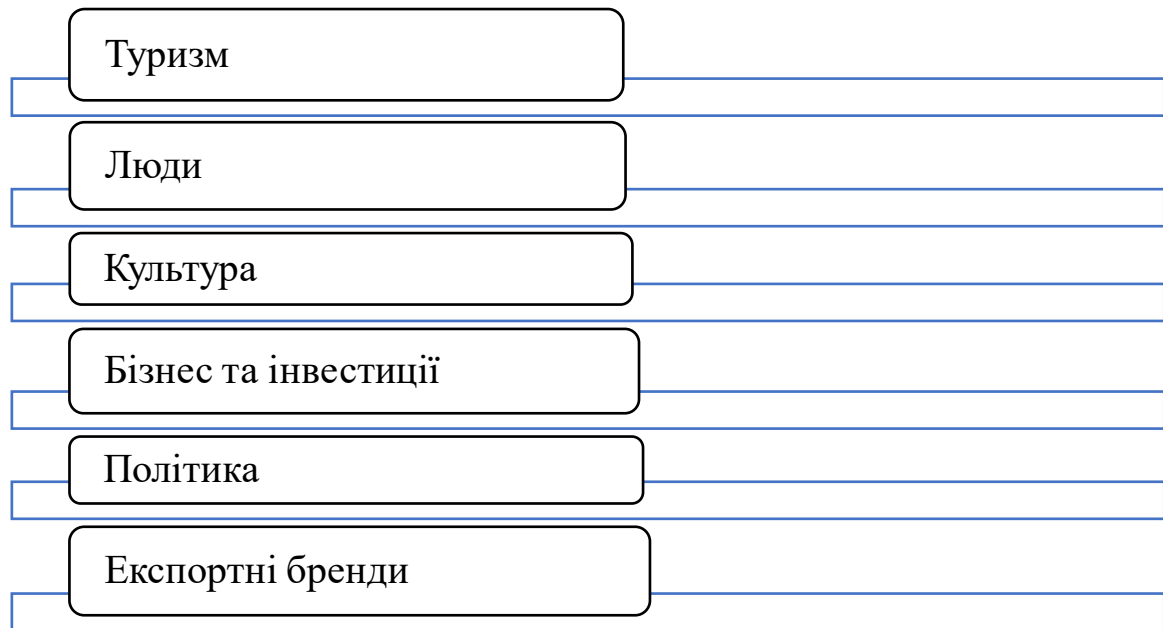 Туризм
Люди
Культура
Бізнес та інвестиції
Політика
Експортні бренди